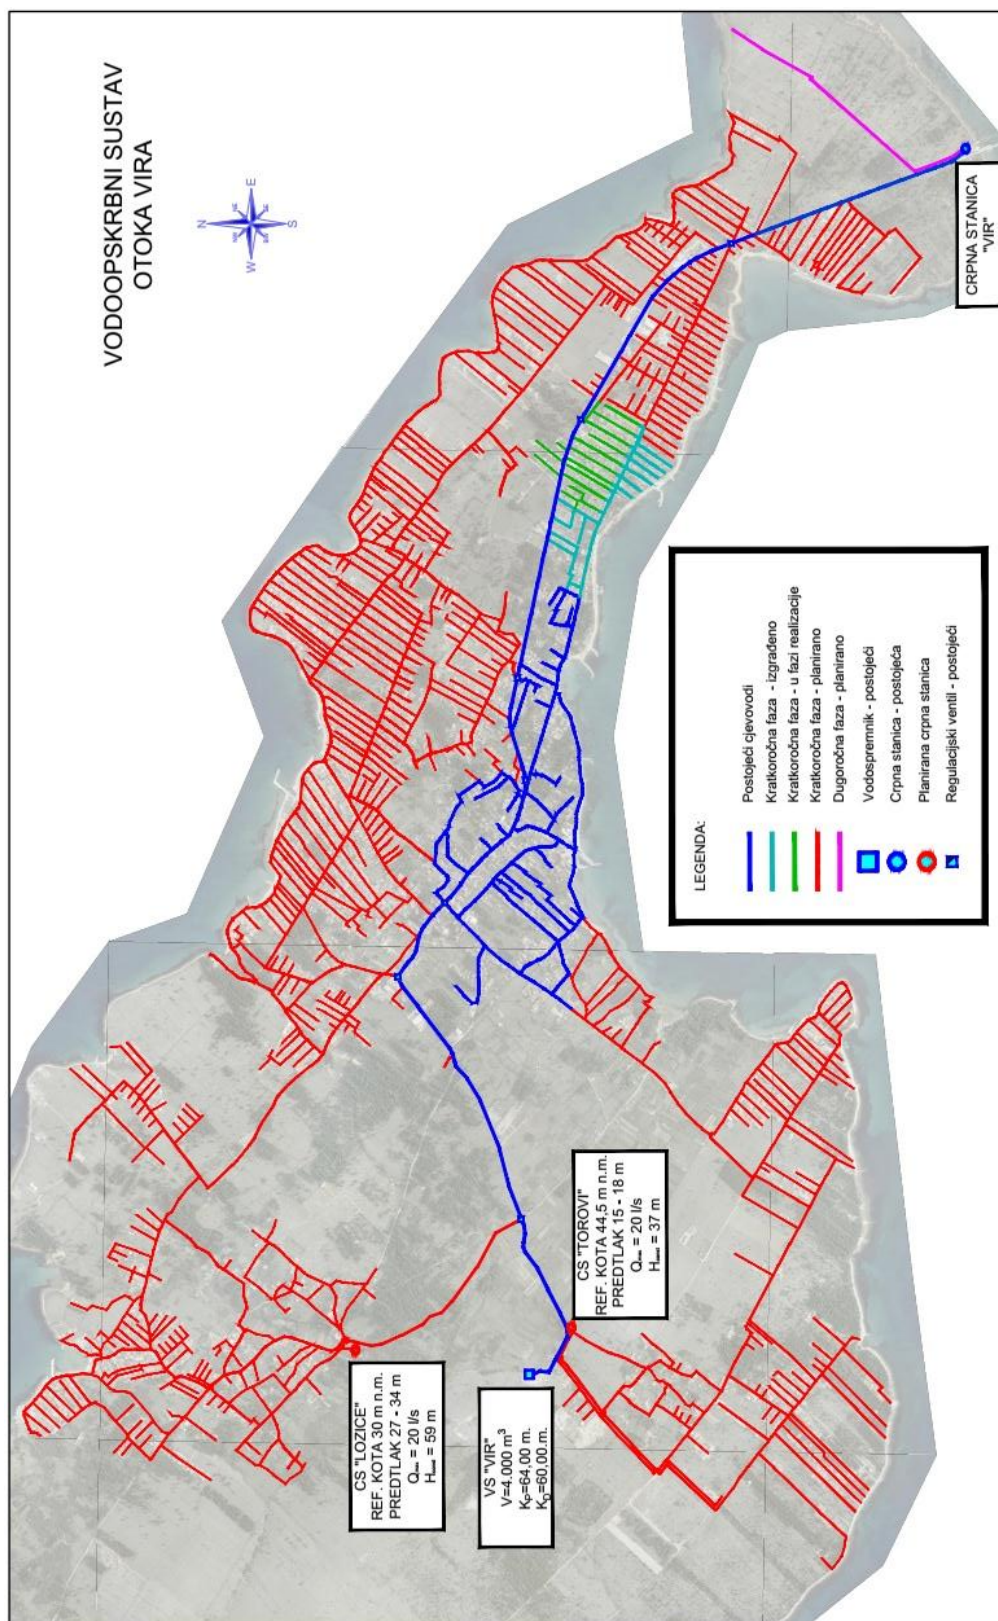 VODOOPSKRBNI SUSTAV
OTOKA VIRA
N
E
S
W
CRPNA STANICA
"VIR"
LEGENDA:
Postojeći cjevovodi
Kratkoročna faza - izgrađeno
Kratkoročna faza - u fazi realizacije
Kratkoročna faza - planirano
Dugoročna faza - planirano
Vodospremnik - postojeći
Crpna stanica - postojeća
Planirana crpna stanica
Regulacijski ventil - postojeći
CS "TOROVI"
REF. KOTA 44,5 m n.m.
PREDTLAK 15 - 18 m
Q = 20 l/s
H = 37 m
CS "LOZICE"
REF. KOTA 30 m n.m.
PREDTLAK 27 - 34 m
Q = 20 l/s
H = 59 m
VS "VIR"
V=4.000 m³
Kp=64,00 m.
KD=60,00.m.